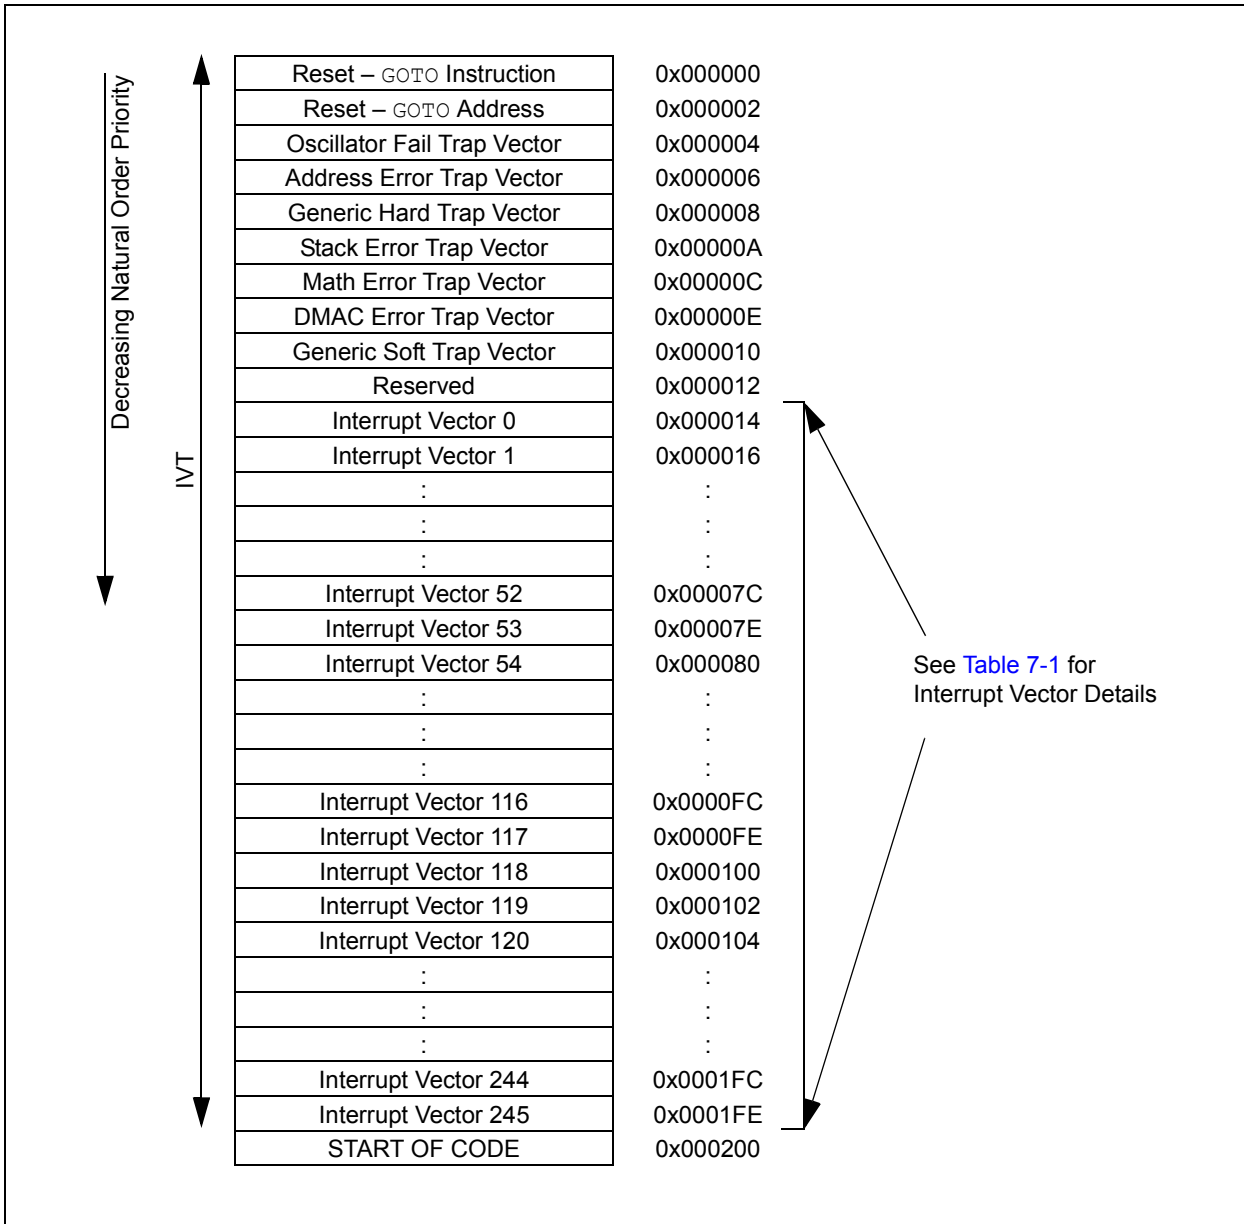 Decreasing Natural Order Priority
IVT
Reset – GOTO Instruction 0x000000
Reset – GOTO Address 0x000002
Oscillator Fail Trap Vector 0x000004
Address Error Trap Vector 0x000006
Generic Hard Trap Vector 0x000008
Stack Error Trap Vector 0x00000A
Math Error Trap Vector 0x00000C
DMAC Error Trap Vector 0x00000E
Generic Soft Trap Vector 0x000010
Reserved 0x000012
Interrupt Vector 0 0x000014
Interrupt Vector 1 0x000016
: :
: :
: :
Interrupt Vector 52 0x00007C
Interrupt Vector 53 0x00007E
Interrupt Vector 54 0x000080
: :
: :
: :
Interrupt Vector 116 0x0000FC
Interrupt Vector 117 0x0000FE
Interrupt Vector 118 0x000100
Interrupt Vector 119 0x000102
Interrupt Vector 120 0x000104
: :
: :
: :
Interrupt Vector 244 0x0001FC
Interrupt Vector 245 0x0001FE
START OF CODE 0x000200
See Table 7-1 for
Interrupt Vector Details